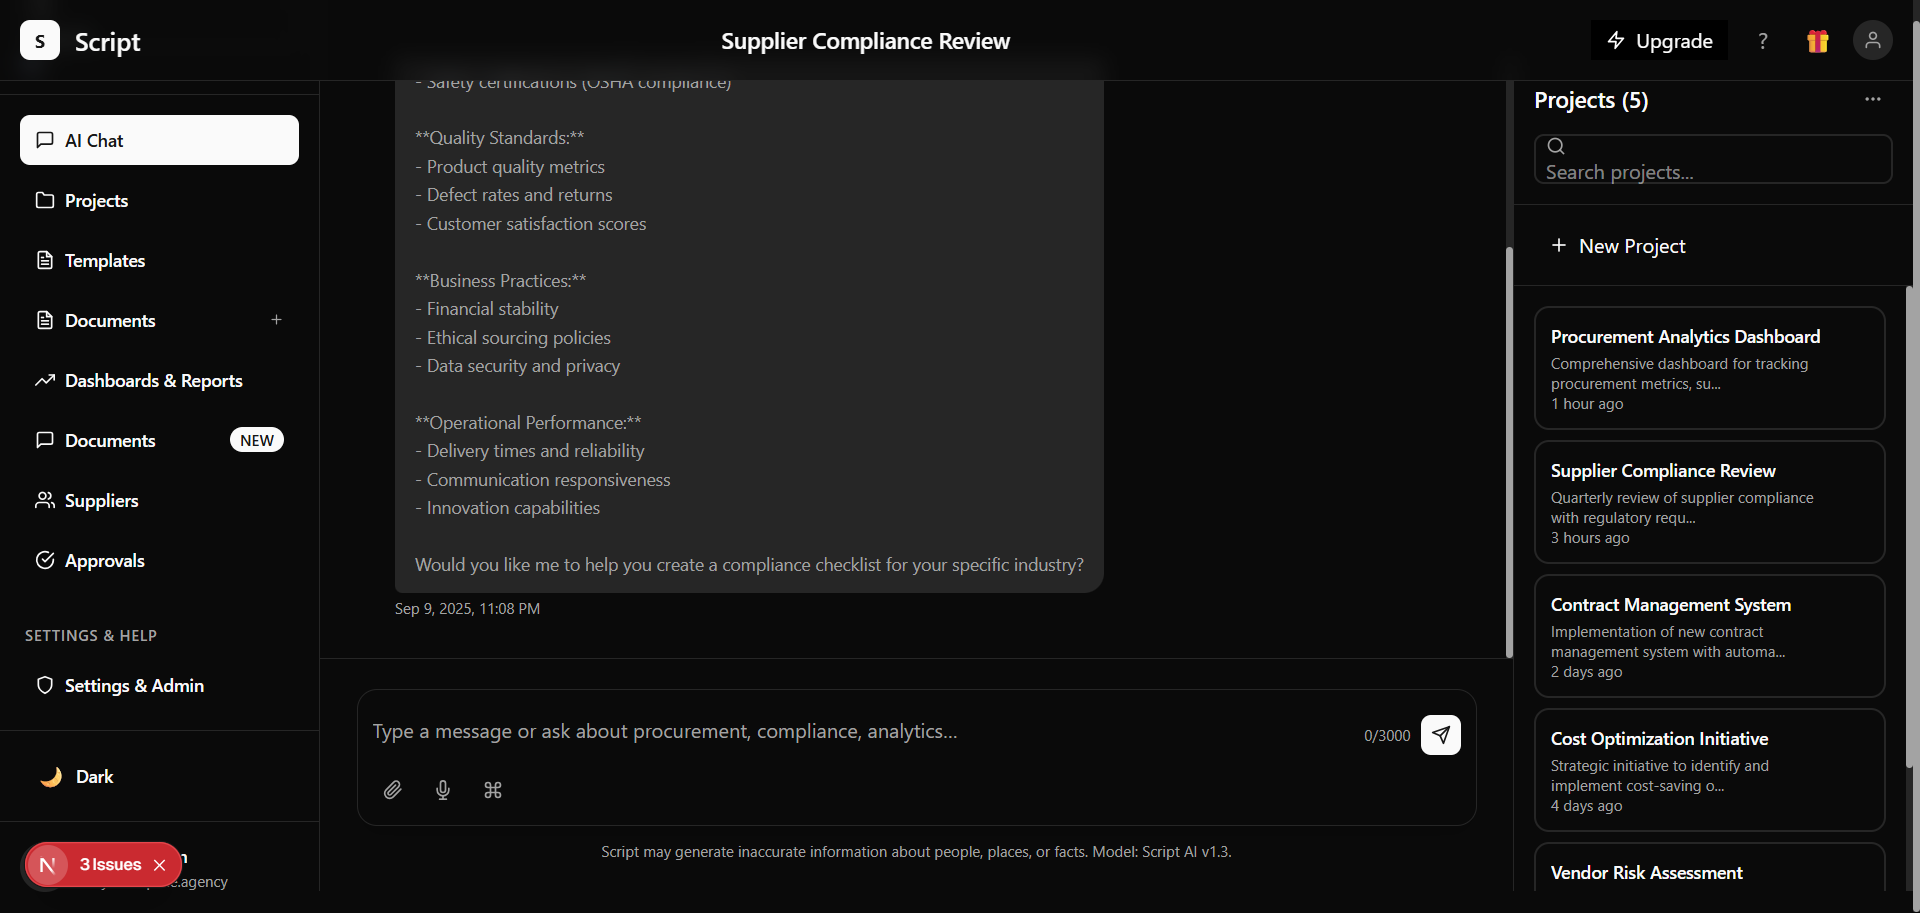 S
Script
Supplier Compliance Review
Upgrade
?
AI Chat
Projects
Templates
Documents +
Dashboards & Reports
Documents NEW
Suppliers
Approvals
SETTINGS & HELP
Settings & Admin
Dark
N 3 Issues ×
.agency
- Safety certifications (OSHA compliance)
**Quality Standards:**
- Product quality metrics
- Defect rates and returns
- Customer satisfaction scores
**Business Practices:**
- Financial stability
- Ethical sourcing policies
- Data security and privacy
**Operational Performance:**
- Delivery times and reliability
- Communication responsiveness
- Innovation capabilities
Would you like me to help you create a compliance checklist for your specific industry?
Sep 9, 2025, 11:08 PM
Type a message or ask about procurement, compliance, analytics...
0/3000
Script may generate inaccurate information about people, places, or facts. Model: Script AI v1.3.
Projects (5)
...
Search projects...
+ New Project
Procurement Analytics Dashboard
Comprehensive dashboard for tracking
procurement metrics, su...
1 hour ago
Supplier Compliance Review
Quarterly review of supplier compliance
with regulatory requ...
3 hours ago
Contract Management System
Implementation of new contract
management system with automa...
2 days ago
Cost Optimization Initiative
Strategic initiative to identify and
implement cost-saving o...
4 days ago
Vendor Risk Assessment